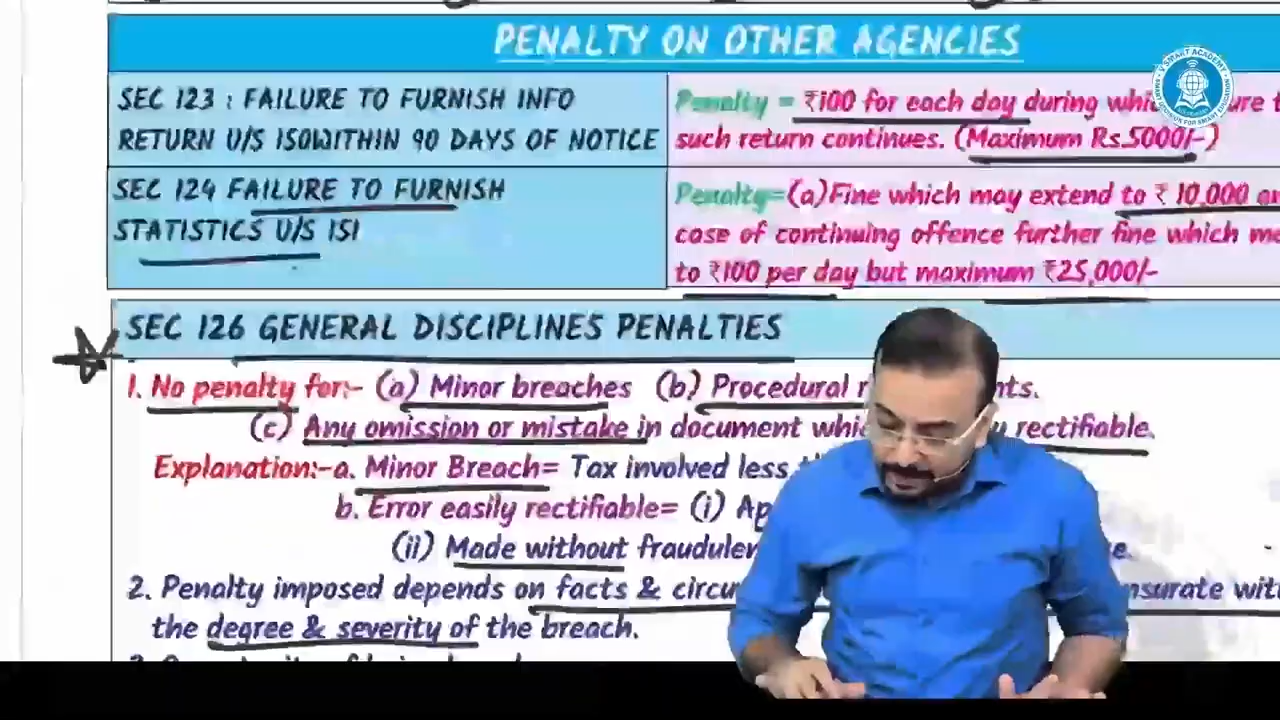 PENALTY ON OTHER AGENCIES
SEC 123 : FAILURE TO FURNISH INFO
RETURN U/S 150WITHIN 90 DAYS OF NOTICE
Penalty = ₹100 for each day during
such return continues. (Maximum Rs.5000/-)
SEC 124 FAILURE TO FURNISH
STATISTICS U/S 151
Penalty=(a)Fine which may extend to ₹ 10,000
case of continuing offence further fine which
to ₹100 per day but maximum ₹25,000/-
SEC 126 GENERAL DISCIPLINES PENALTIES
1. No penalty for:- (a) Minor breaches (b) Procedural
(c) Any omission or mistake in document rectifiable.
Explanation:-a. Minor Breach= Tax involved less
b. Error easily rectifiable= (i)
(ii) Made without
2. Penalty imposed depends on facts &
the degree & severity of the breach.